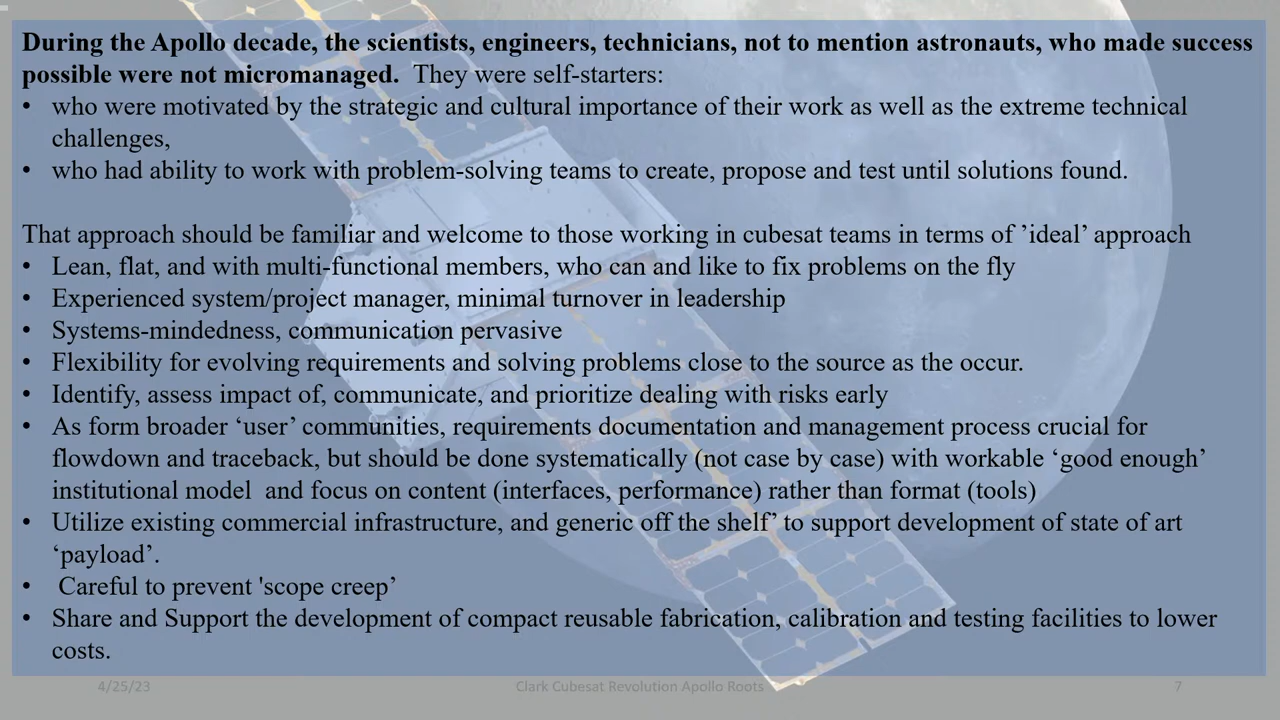 During the Apollo decade, the scientists, engineers, technicians, not to mention astronauts, who made success
possible were not micromanaged.  They were self-starters:
• who were motivated by the strategic and cultural importance of their work as well as the extreme technical
challenges,
• who had ability to work with problem-solving teams to create, propose and test until solutions found.
That approach should be familiar and welcome to those working in cubesat teams in terms of ’ideal’ approach
• Lean, flat, and with multi-functional members, who can and like to fix problems on the fly
• Experienced system/project manager, minimal turnover in leadership
• Systems-mindedness, communication pervasive
• Flexibility for evolving requirements and solving problems close to the source as the occur.
• Identify, assess impact of, communicate, and prioritize dealing with risks early
• As form broader ‘user’ communities, requirements documentation and management process crucial for
flowdown and traceback, but should be done systematically (not case by case) with workable ‘good enough’
institutional model  and focus on content (interfaces, performance) rather than format (tools)
• Utilize existing commercial infrastructure, and generic off the shelf’ to support development of state of art
‘payload’.
• Careful to prevent 'scope creep’
• Share and Support the development of compact reusable fabrication, calibration and testing facilities to lower
costs.
4/25/23 Clark Cubesat Revolution Apollo Roots 7